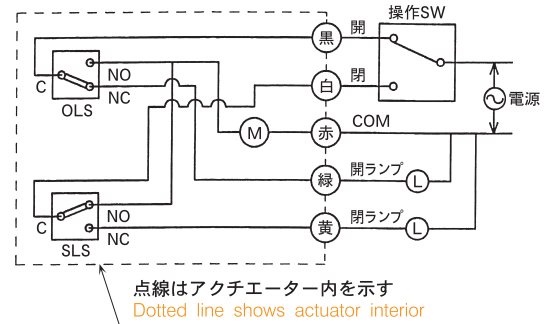 操作SW
黒
開
NO
C
NC
OLS
白
閉
電源
M
赤
COM
緑
開ランプ
L
NO
C
NC
SLS
黄
閉ランプ
L
点線はアクチエーター内を示す
Dotted line shows actuator interior